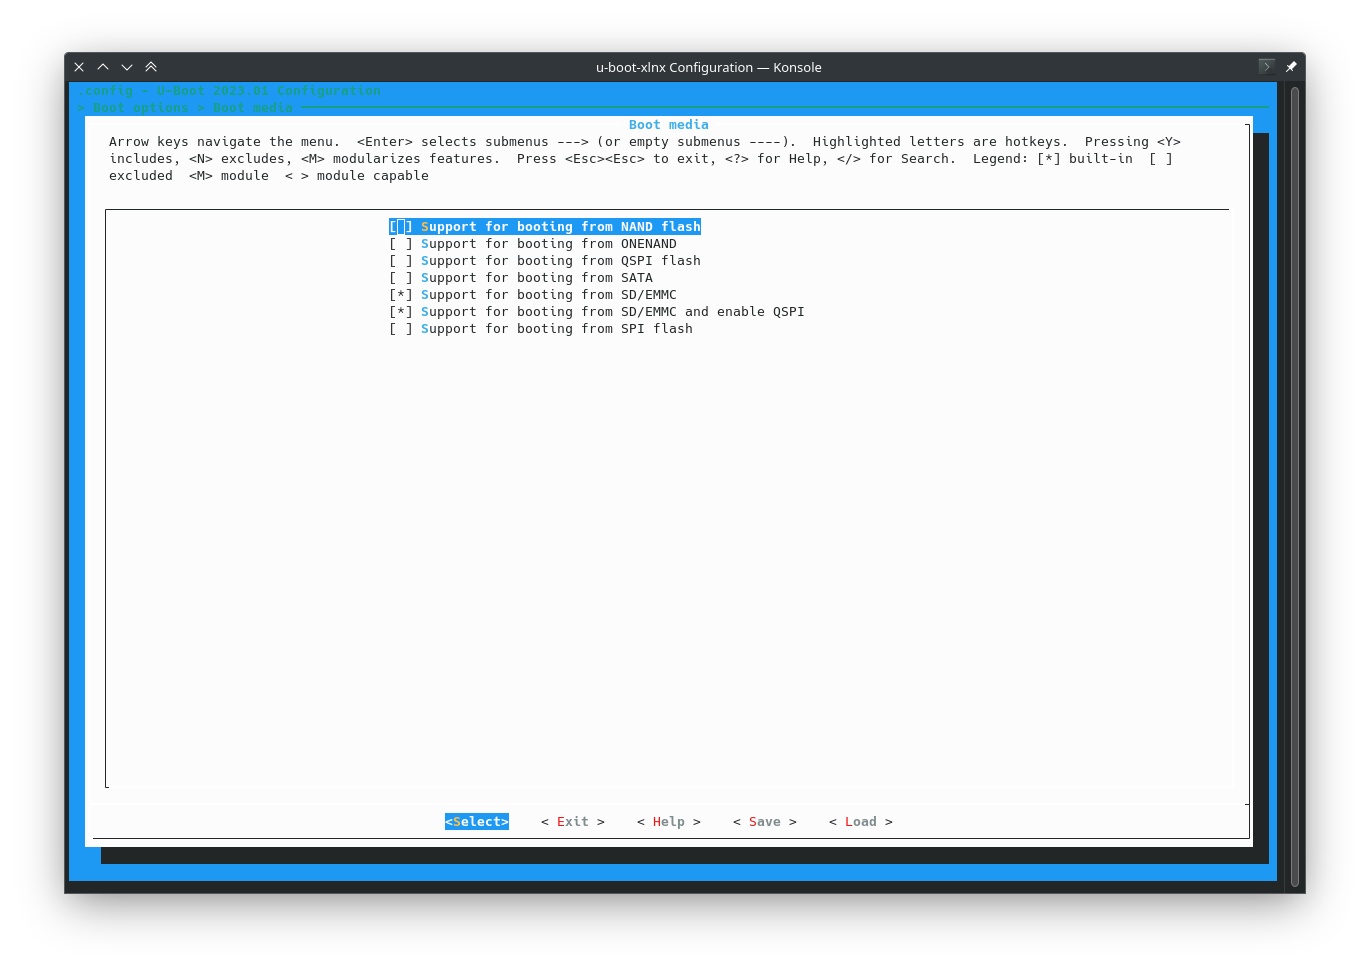 u-boot-xlnx Configuration — Konsole
.config - U-Boot 2023.01 Configuration
> Boot options > Boot media
Boot media
Arrow keys navigate the menu.  <Enter> selects submenus ---> (or empty submenus ----).  Highlighted letters are hotkeys.  Pressing <Y>
includes, <N> excludes, <M> modularizes features.  Press <Esc><Esc> to exit, <?> for Help, </> for Search.  Legend: [*] built-in  [ ]
excluded  <M> module  < > module capable
[ ] Support for booting from NAND flash
[ ] Support for booting from ONENAND
[ ] Support for booting from QSPI flash
[ ] Support for booting from SATA
[*] Support for booting from SD/EMMC
[*] Support for booting from SD/EMMC and enable QSPI
[ ] Support for booting from SPI flash
<Select>    < Exit >    < Help >    < Save >    < Load >